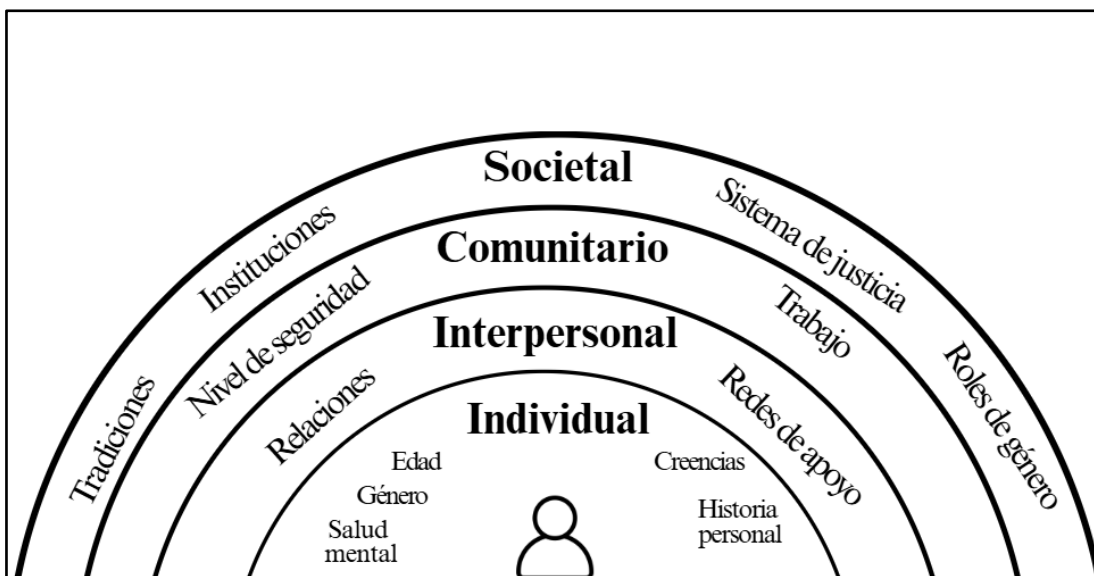 Societal
Instituciones
Sistema de justicia
Tradiciones
Roles de género
Comunitario
Nivel de seguridad
Trabajo
Interpersonal
Relaciones
Redes de apoyo
Individual
Edad
Género
Salud
mental
Creencias
Historia
personal